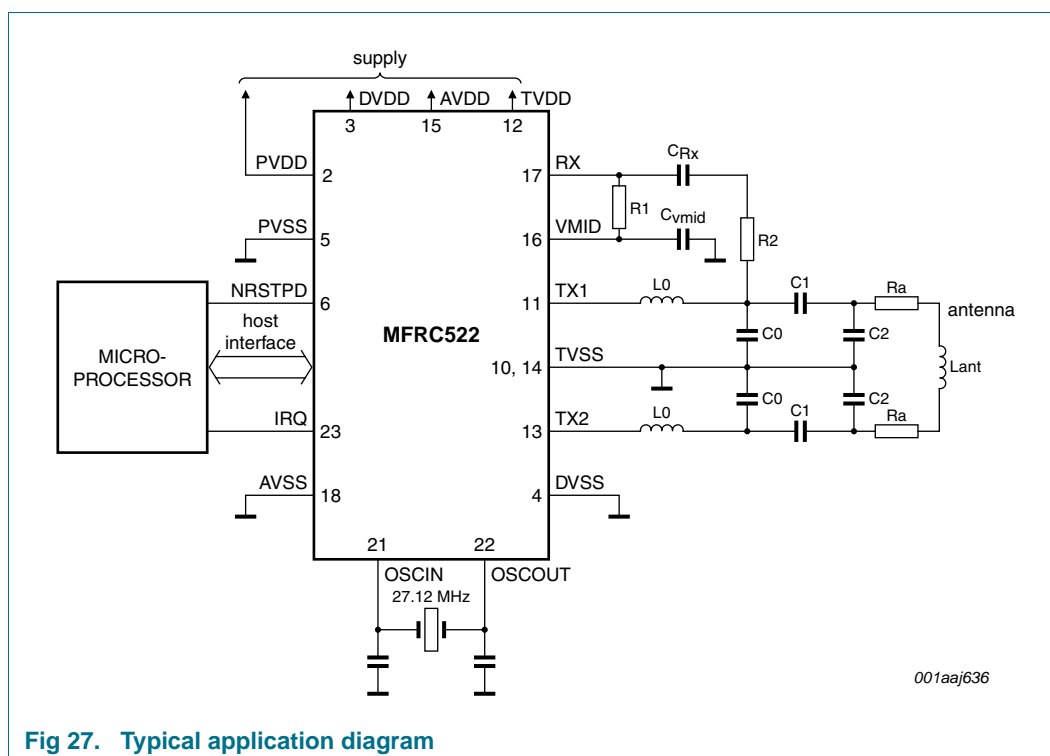 supply
DVDD AVDD TVDD
3 15 12
PVDD 2
PVSS 5
NRSTPD 6
host
interface
MICRO-
PROCESSOR
IRQ 23
AVSS 18
MFRC522
17 RX
CRx
R1
16 VMID
Cvmid
R2
11 TX1
L0
C1
Ra
antenna
C0
C2
10, 14 TVSS
Lant
C0
C2
13 TX2
L0
C1
Ra
4 DVSS
21 22
OSCIN OSCOUT
27.12 MHz
001aaj636
Fig 27. Typical application diagram